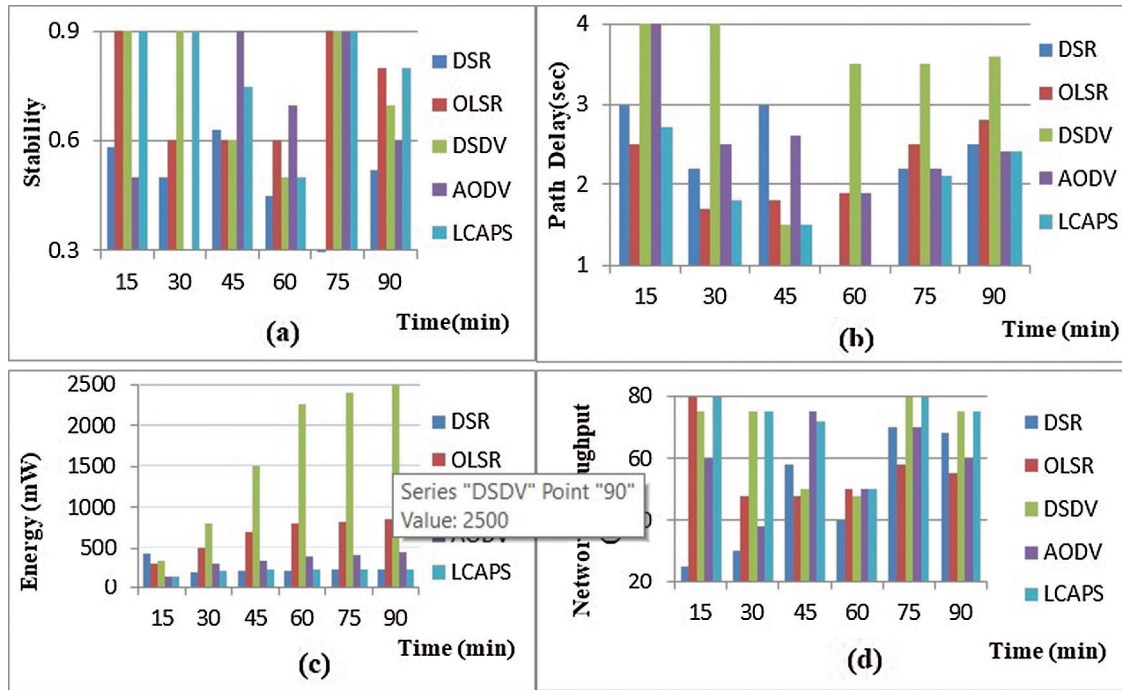 0.9
0.6
0.3
Stability
15 30 45 60 75 90
Time(min)
(a)
DSR
OLSR
DSDV
AODV
LCAPS
4
3
2
1
Path Delay(sec)
15 30 45 60 75 90
Time (min)
(b)
DSR
OLSR
DSDV
AODV
LCAPS
2500
2000
1500
1000
500
0
Energy (mW)
15 30 45 60 75 90
Time (min)
(c)
DSR
OLSR
AODV
LCAPS
Series "DSDV" Point "90"
Value: 2500
80
60
20
Network
15 30 45 60 75 90
Time (min)
(d)
DSR
OLSR
DSDV
AODV
LCAPS